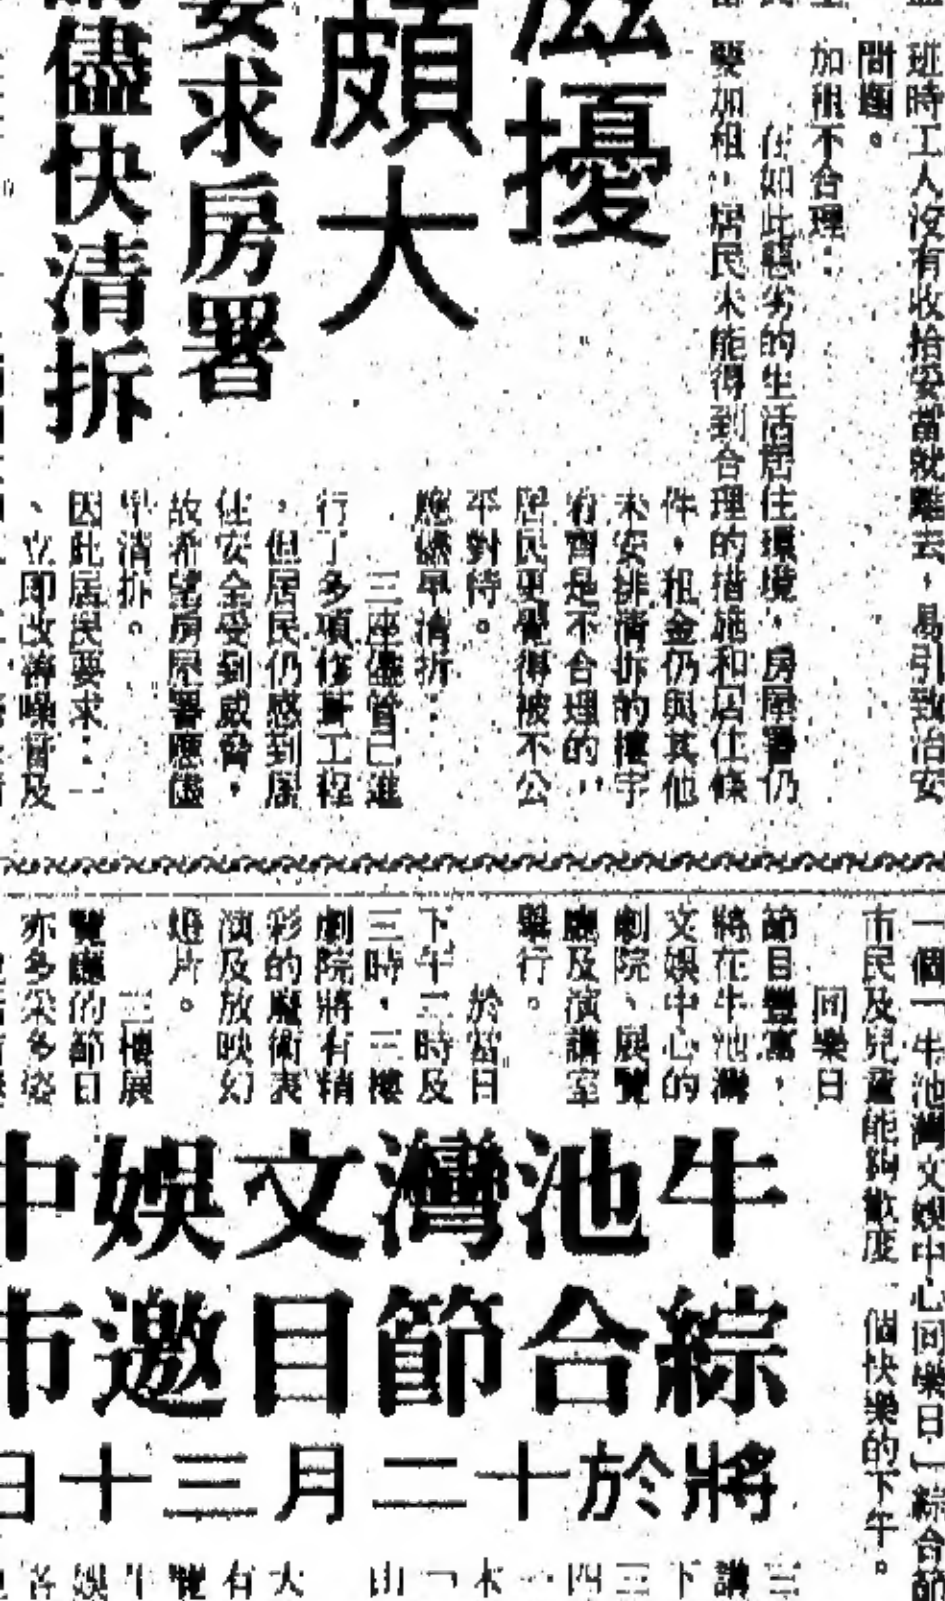 班時工人沒有收拾妥當就離去,易引致治安
問題。
加租不合理:
在如此惡劣的生活居住環境,房屋署仍
要加租,居民未能得到合理的措施和居住條
件,租金仍與其他
未安排清拆的樓宇
看齊是不合理的,
居民更覺得被不公
平對待。
應儘早清拆:
三座儘管已進
行了多項修葺工程
,但居民仍感到居
住安全受到威脅,
故希望房屋署應儘
早清拆。
因此居民要求:一
、立即改善噪音及
滋擾
頗大
要求房署
儘快清拆
一個「牛池灣文娛中心同樂日」綜合節
市民及兒童能夠歡度一個快樂的下午。
同樂日
節目豐富,
將在牛池灣
文娛中心的
劇院、展覽
廳及演講室
舉行。
於當日
下午二時及
三時,三樓
劇院將有精
彩的魔術表
演及放映幻
燈片。
三樓展
覽廳的節目
亦多采多姿
牛池灣文娛中
綜合節目邀市
將於十二月三十日